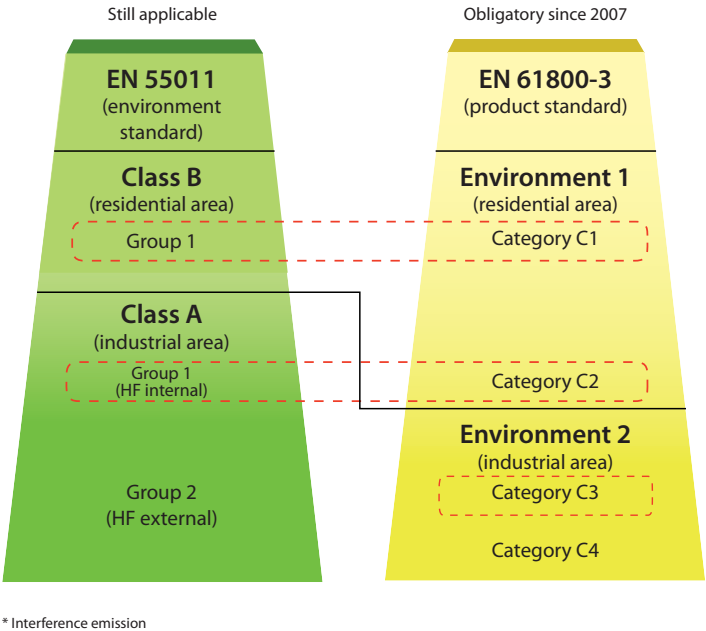 Still applicable
EN 55011
(environment
standard)
Class B
(residential area)
Group 1
Class A
(industrial area)
Group 1
(HF internal)
Group 2
(HF external)
Obligatory since 2007
EN 61800-3
(product standard)
Environment 1
(residential area)
Category C1
Category C2
Environment 2
(industrial area)
Category C3
Category C4
* Interference emission